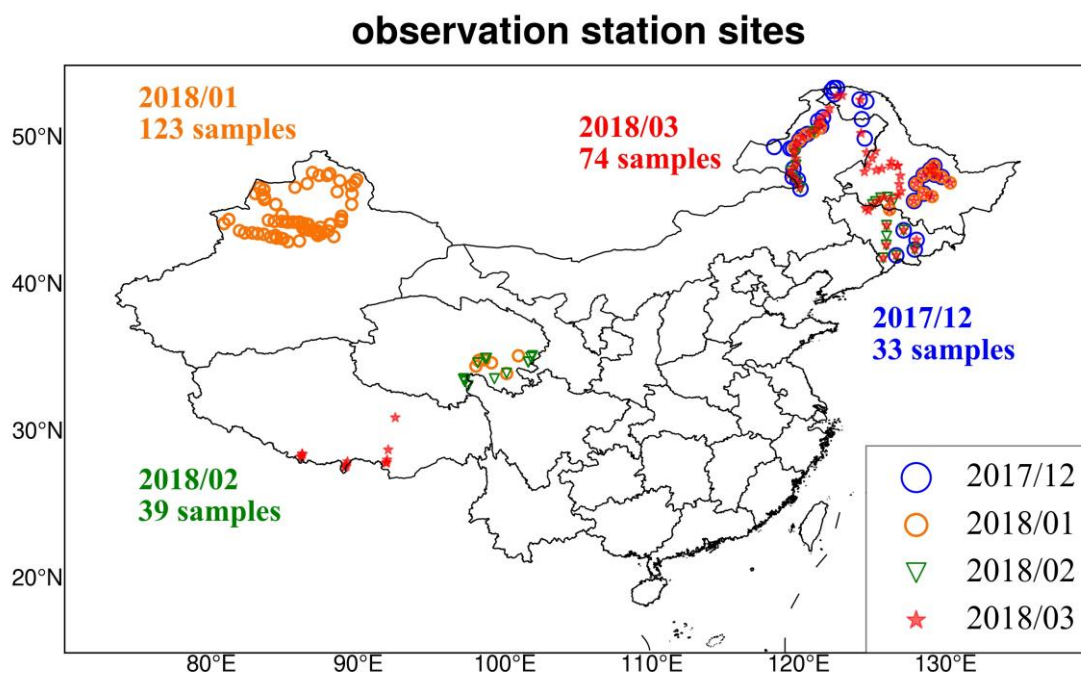 observation station sites
2018/01
123 samples
2018/03
74 samples
2017/12
33 samples
2018/02
39 samples
50°N
40°N
30°N
20°N
80°E
90°E
100°E
110°E
120°E
130°E
2017/12
2018/01
2018/02
2018/03